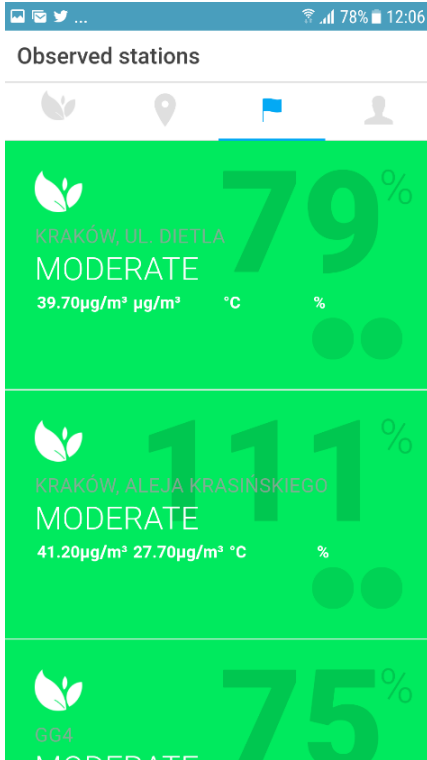 ... 78% 12:06
Observed stations
79%
KRAKÓW, UL. DIETLA
MODERATE
39.70µg/m³ µg/m³ °C %
111%
KRAKÓW, ALEJA KRASIŃSKIEGO
MODERATE
41.20µg/m³ 27.70µg/m³ °C %
75%
GG4
MODERATE